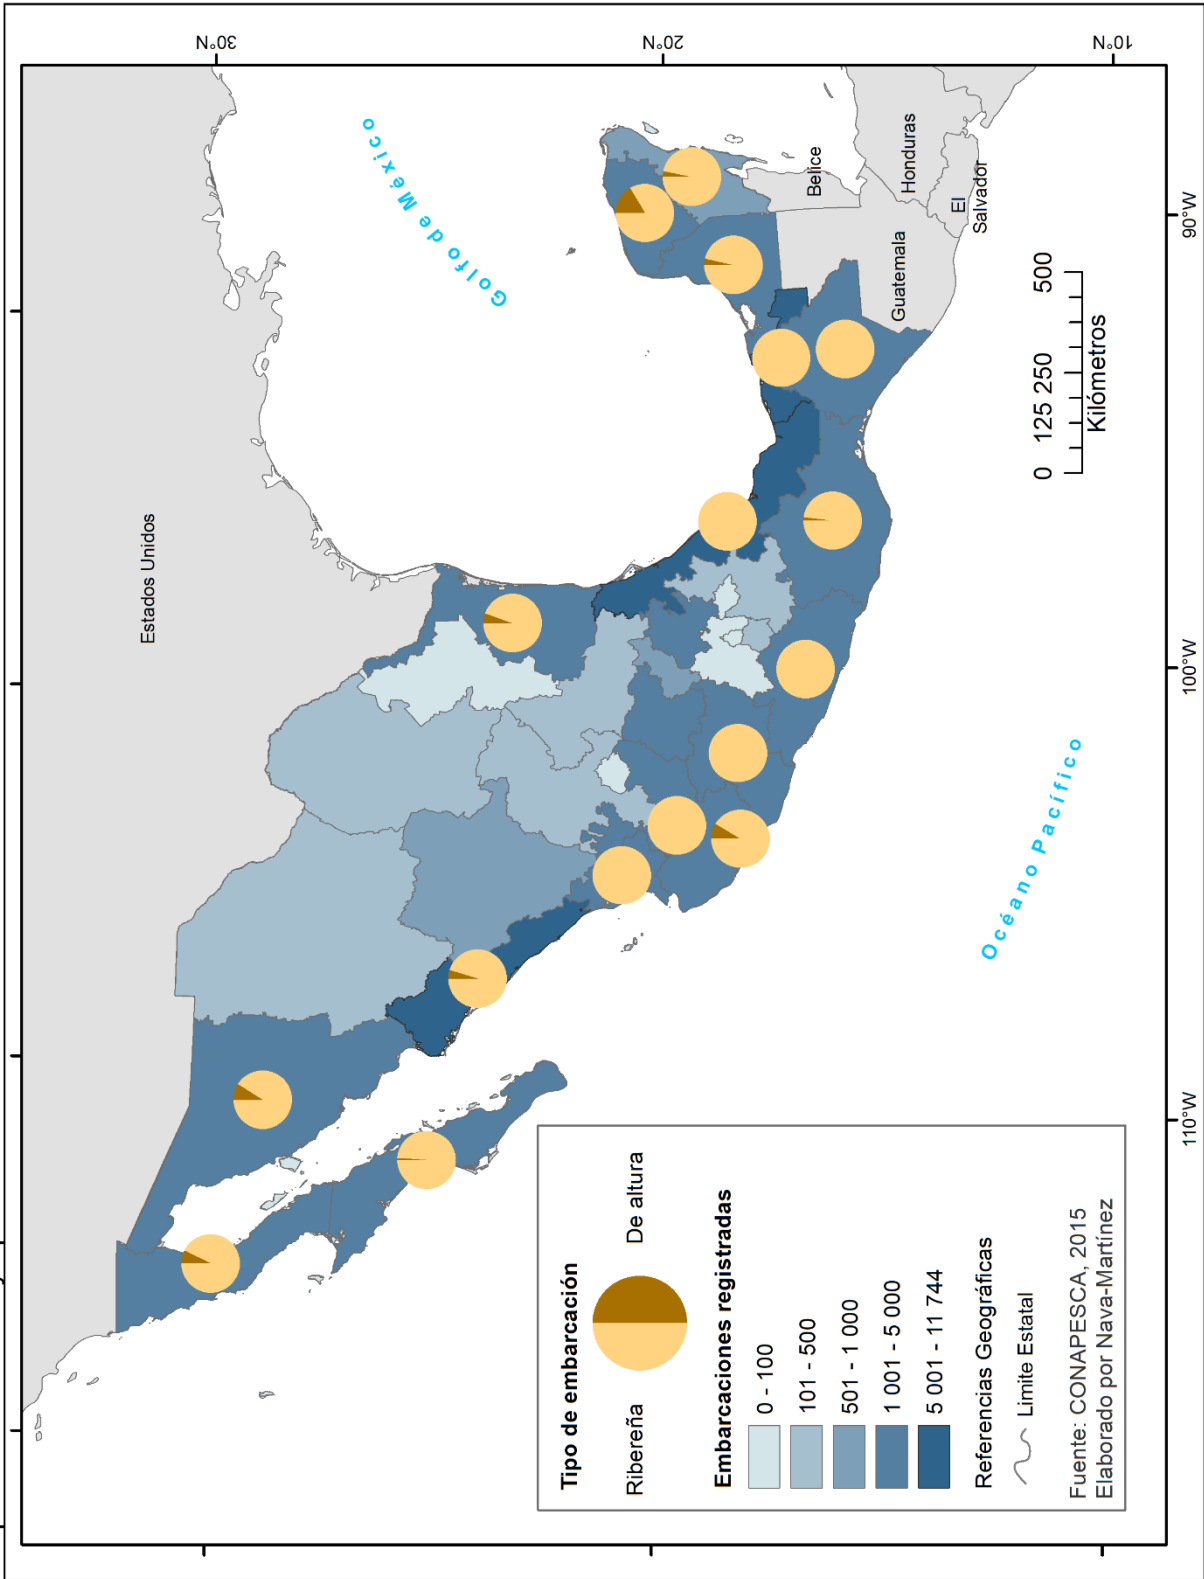 Estados Unidos
Golfo de México
Belice
Honduras
El
Salvador
Guatemala
Océano Pacífico
30°N
20°N
10°N
110°W
100°W
90°W
0 125 250 500
Kilómetros
Tipo de embarcación
Ribereña
De altura
Embarcaciones registradas
0 - 100
101 - 500
501 - 1 000
1 001 - 5 000
5 001 - 11 744
Referencias Geográficas
Limite Estatal
Fuente: CONAPESCA, 2015
Elaborado por Nava-Martínez